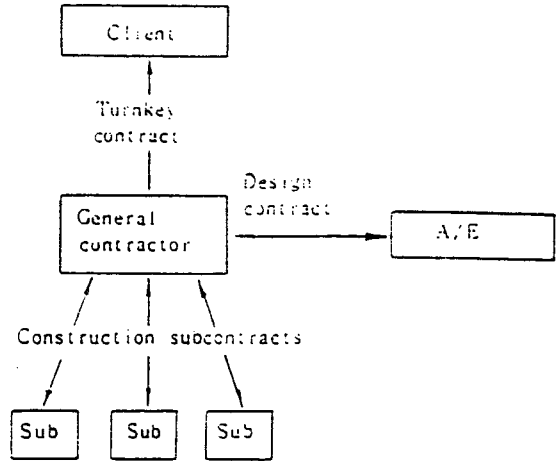 Client
Turnkey
contract
Design
contract
General
contractor
A/E
Construction subcontracts
Sub
Sub
Sub